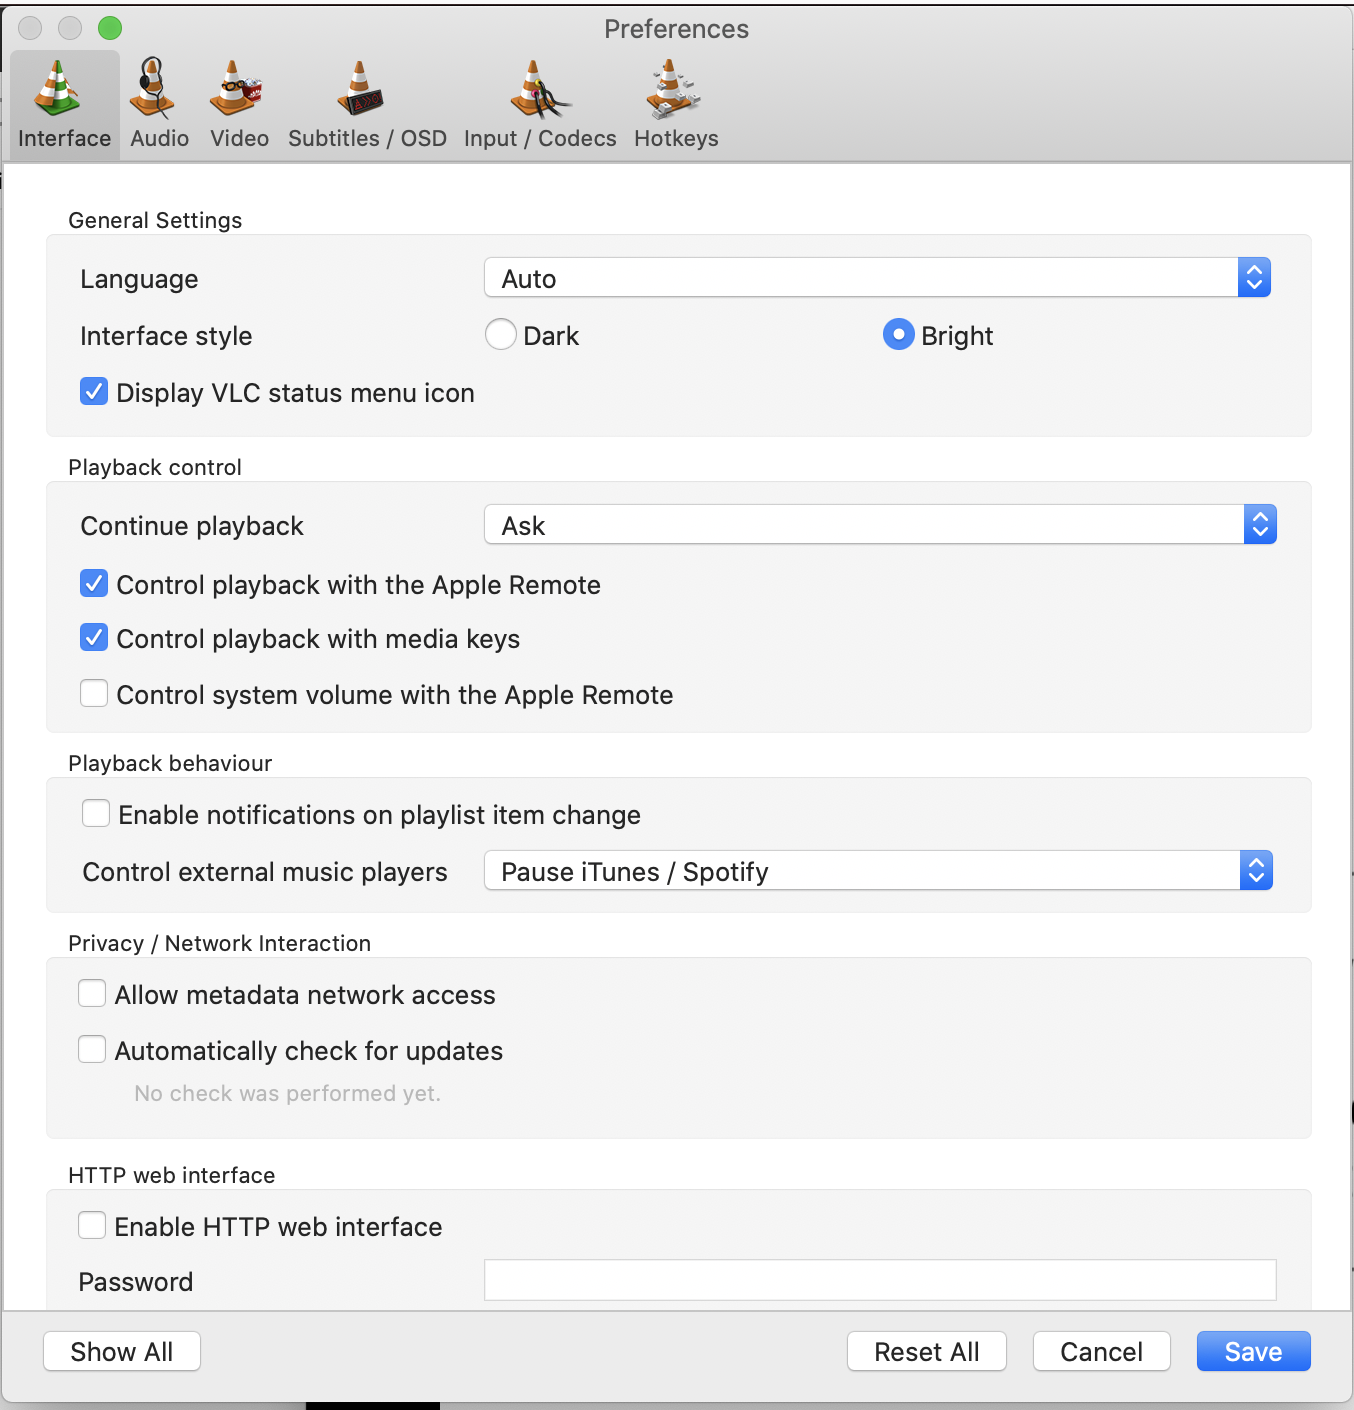 Preferences
Interface Audio Video Subtitles / OSD Input / Codecs Hotkeys
General Settings
Language Auto
Interface style Dark Bright
Display VLC status menu icon
Playback control
Continue playback Ask
Control playback with the Apple Remote
Control playback with media keys
Control system volume with the Apple Remote
Playback behaviour
Enable notifications on playlist item change
Control external music players Pause iTunes / Spotify
Privacy / Network Interaction
Allow metadata network access
Automatically check for updates
No check was performed yet.
HTTP web interface
Enable HTTP web interface
Password
Show All Reset All Cancel Save